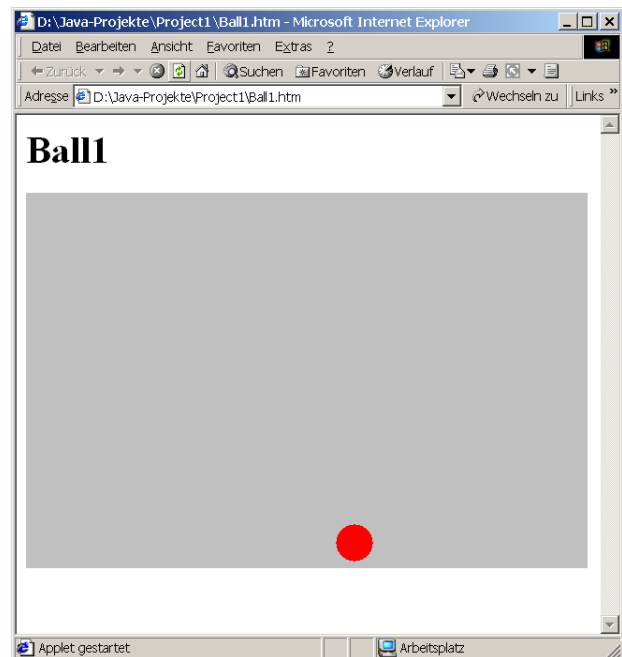 D:\Java-Projekte\Project1\Ball1.htm - Microsoft Internet Explorer
Datei Bearbeiten Ansicht Favoriten Extras ?
Zurück Suchen Favoriten Verlauf
Adresse D:\Java-Projekte\Project1\Ball1.htm Wechseln zu Links »
Ball1
Applet gestartet Arbeitsplatz